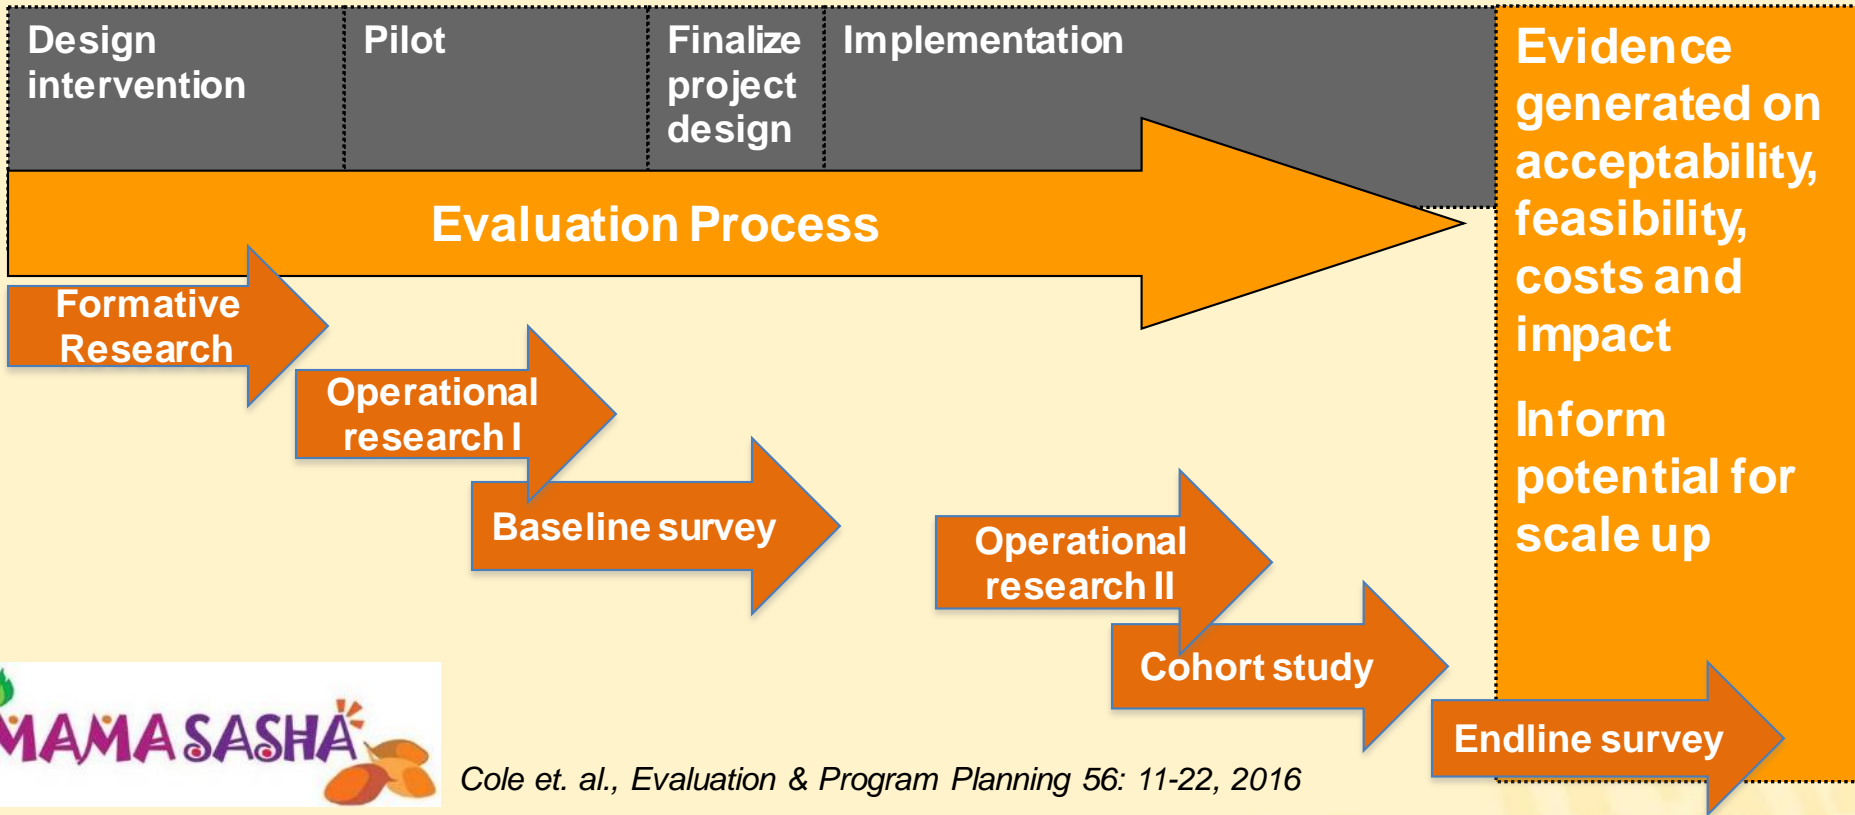 Design
intervention
Pilot
Finalize
project
design
Implementation
Evaluation Process
Formative
Research
Operational
research I
Baseline survey
Operational
research II
Cohort study
Endline survey
Evidence
generated on
acceptability,
feasibility,
costs and
impact
Inform
potential for
scale up
MAMA SASHA
Cole et. al., Evaluation & Program Planning 56: 11-22, 2016